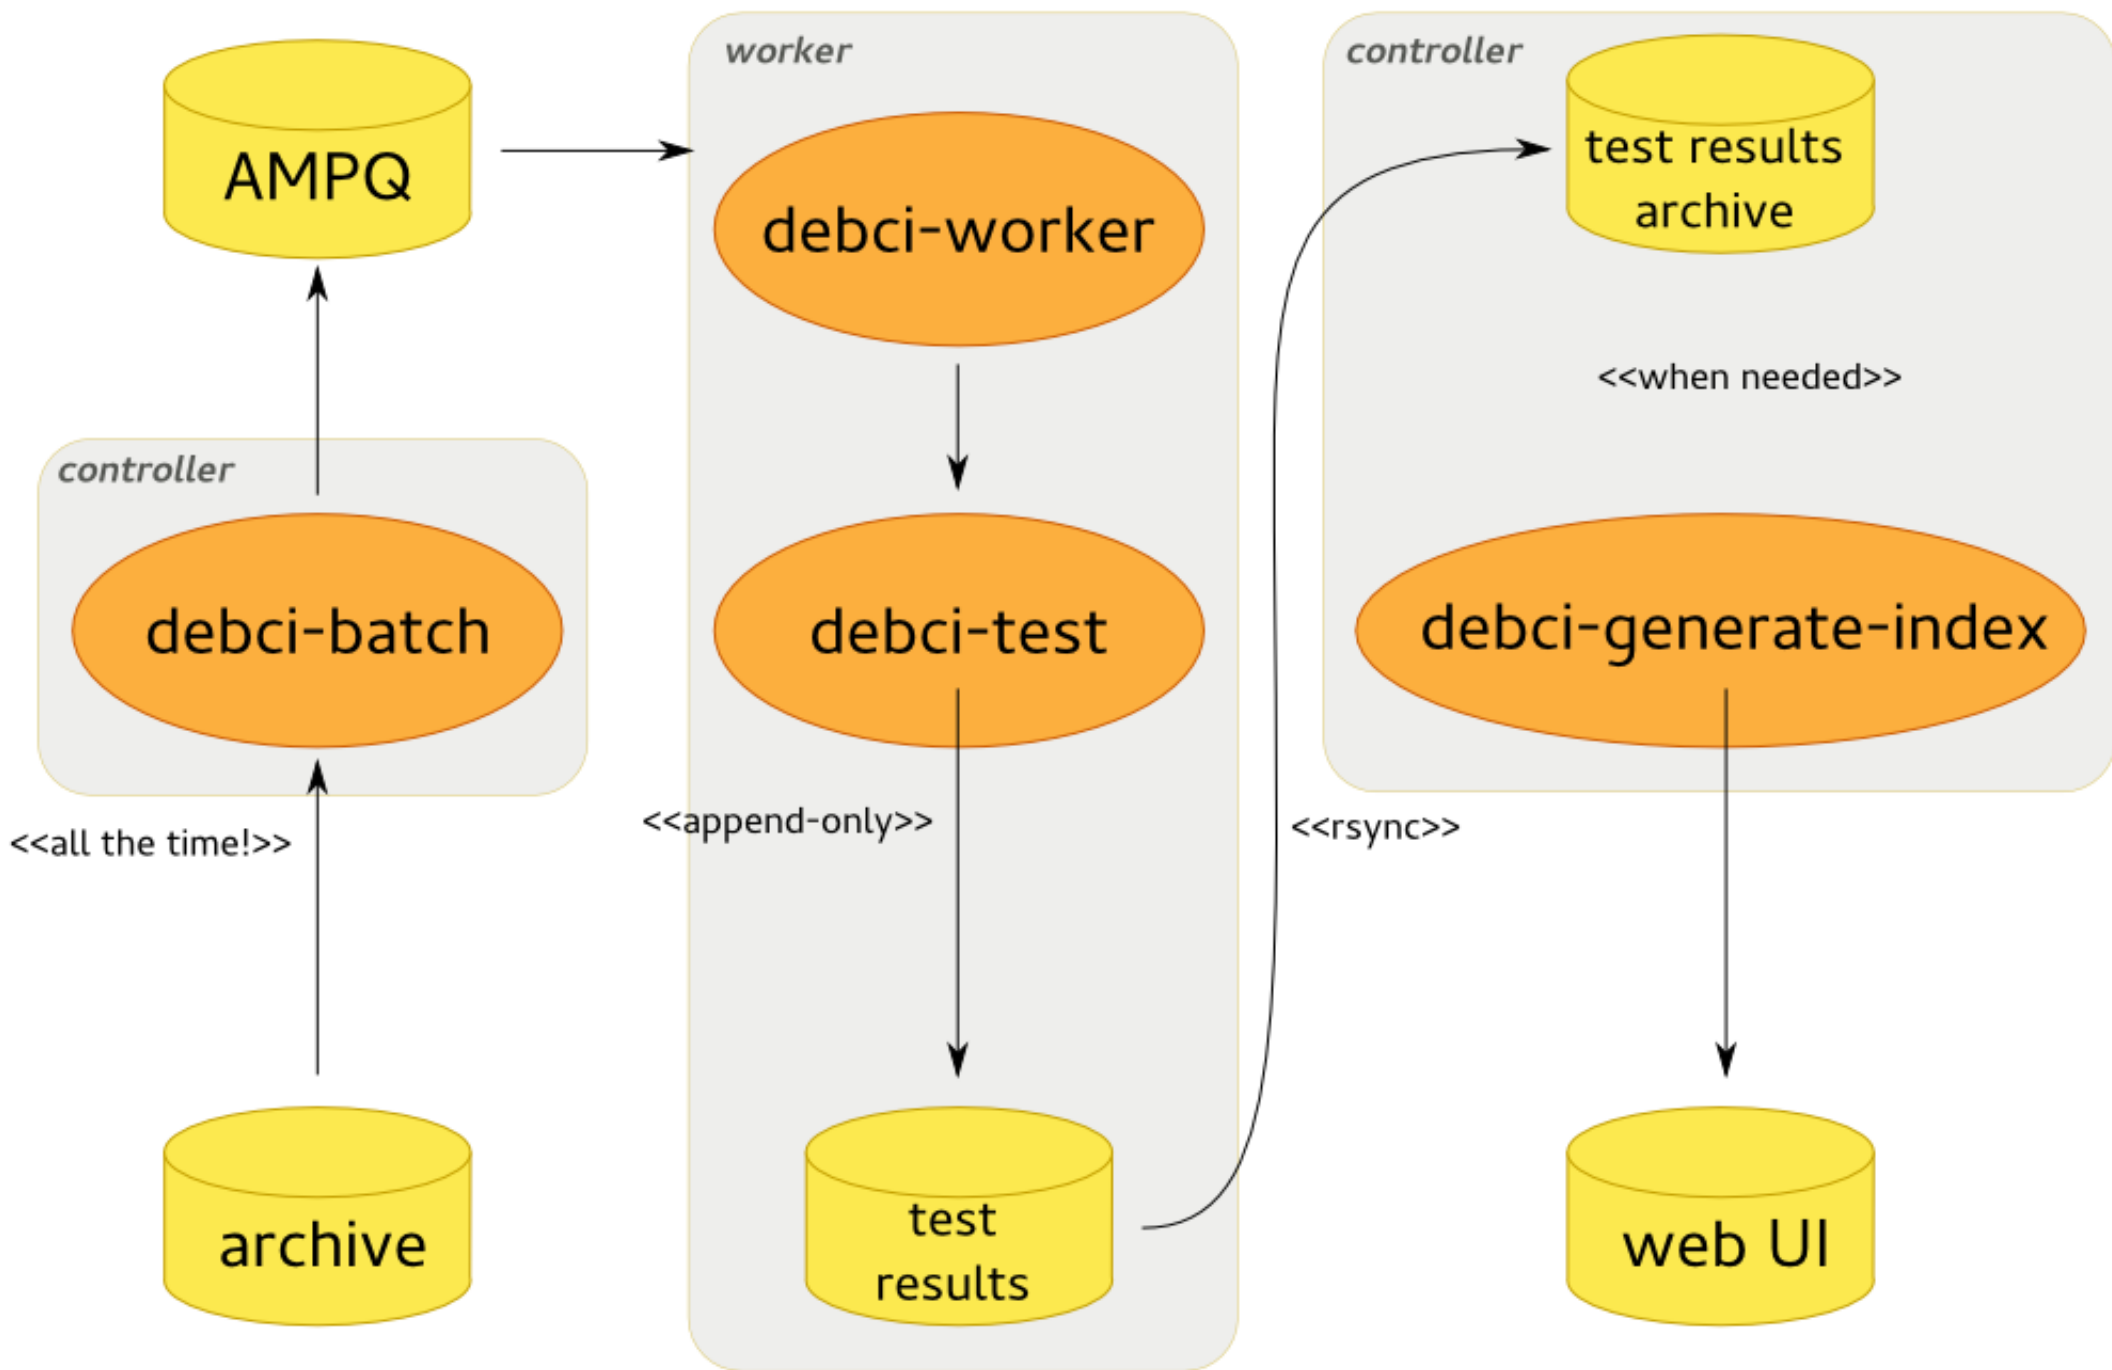 worker
controller
AMPQ
debci-worker
test results
archive
<<when needed>>
controller
debci-batch
debci-test
debci-generate-index
<<all the time!>>
<<append-only>>
<<rsync>>
archive
test
results
web UI